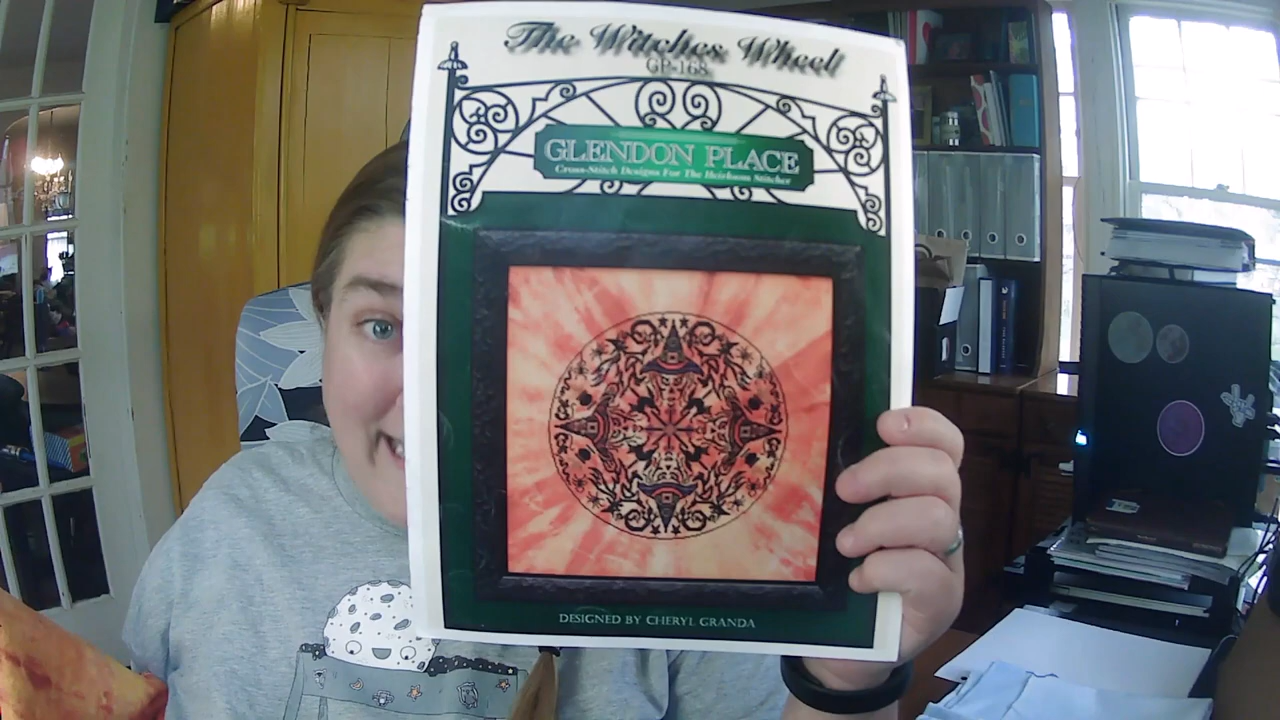 The Witches Wheel
GP-168
GLENDON PLACE
Cross-Stitch Designs For The Heirloom Stitcher
DESIGNED BY CHERYL GRANDA